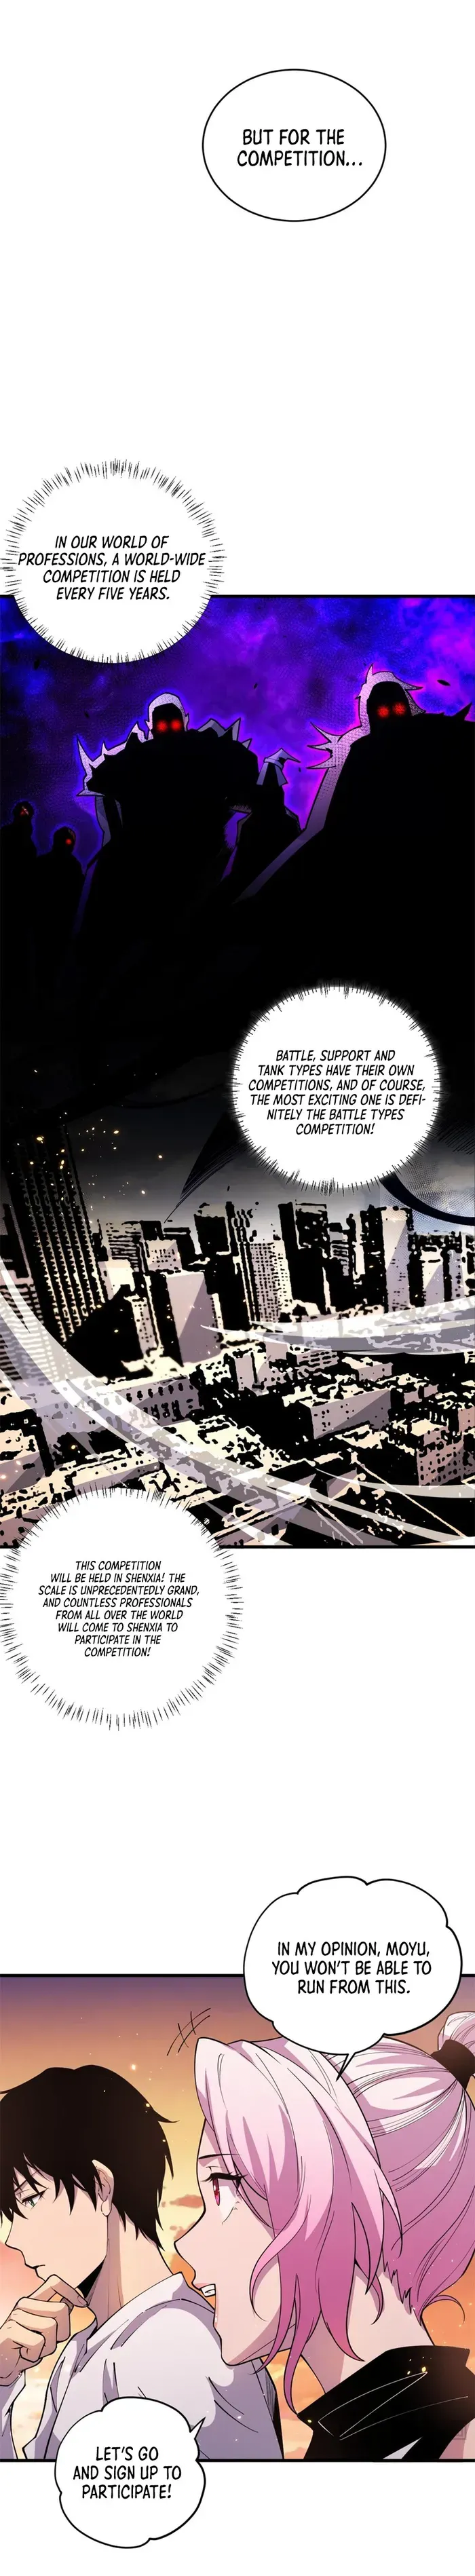 BUT FOR THE
COMPETITION...
IN OUR WORLD OF
PROFESSIONS, A WORLD-WIDE
COMPETITION IS HELD
EVERY FIVE YEARS.
BATTLE, SUPPORT AND
TANK TYPES HAVE THEIR OWN
COMPETITIONS, AND OF COURSE,
THE MOST EXCITING ONE IS DEFI-
NITELY THE BATTLE TYPES
COMPETITION!
THIS COMPETITION
WILL BE HELD IN SHENXIA! THE
SCALE IS UNPRECEDENTEDLY GRAND,
AND COUNTLESS PROFESSIONALS
FROM ALL OVER THE WORLD
WILL COME TO SHENXIA TO
PARTICIPATE IN THE
COMPETITION!
IN MY OPINION, MOYU,
YOU WON'T BE ABLE TO
RUN FROM THIS.
LET'S GO
AND SIGN UP TO
PARTICIPATE!